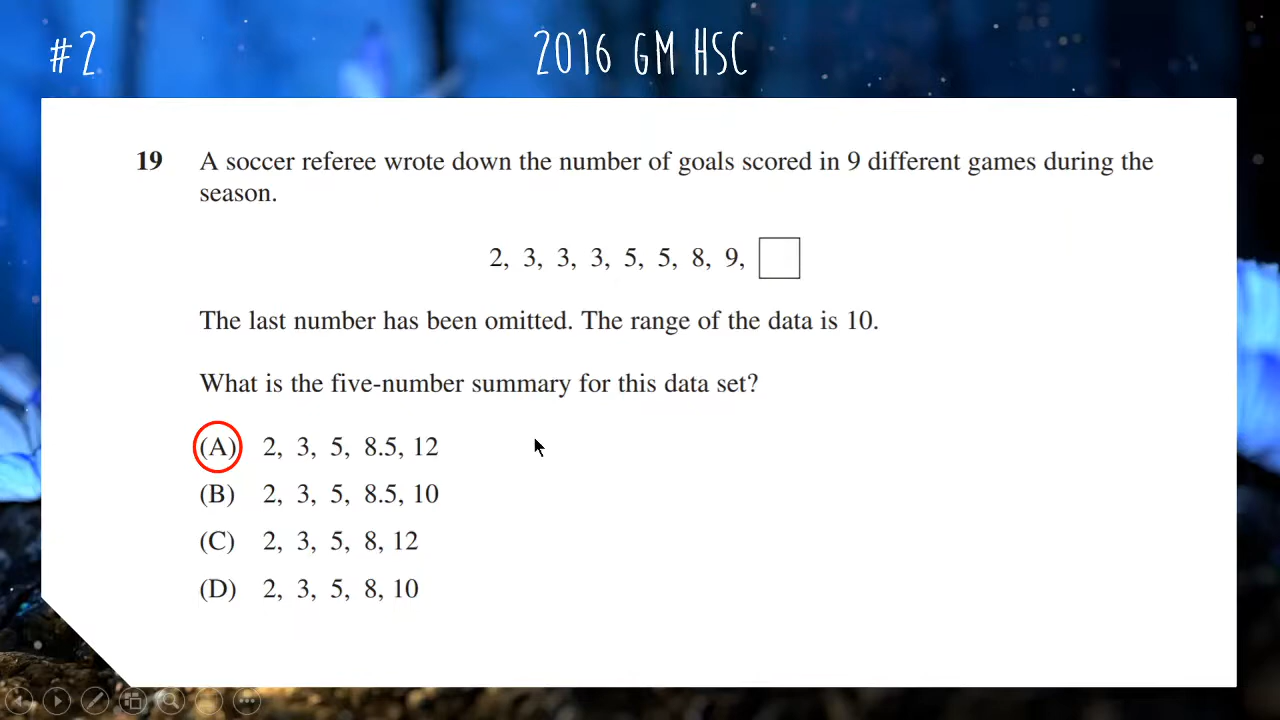 #2
2016 GM HSC
19 A soccer referee wrote down the number of goals scored in 9 different games during the
season.
2, 3, 3, 3, 5, 5, 8, 9,
The last number has been omitted. The range of the data is 10.
What is the five-number summary for this data set?
(A) 2, 3, 5, 8.5, 12
(B) 2, 3, 5, 8.5, 10
(C) 2, 3, 5, 8, 12
(D) 2, 3, 5, 8, 10